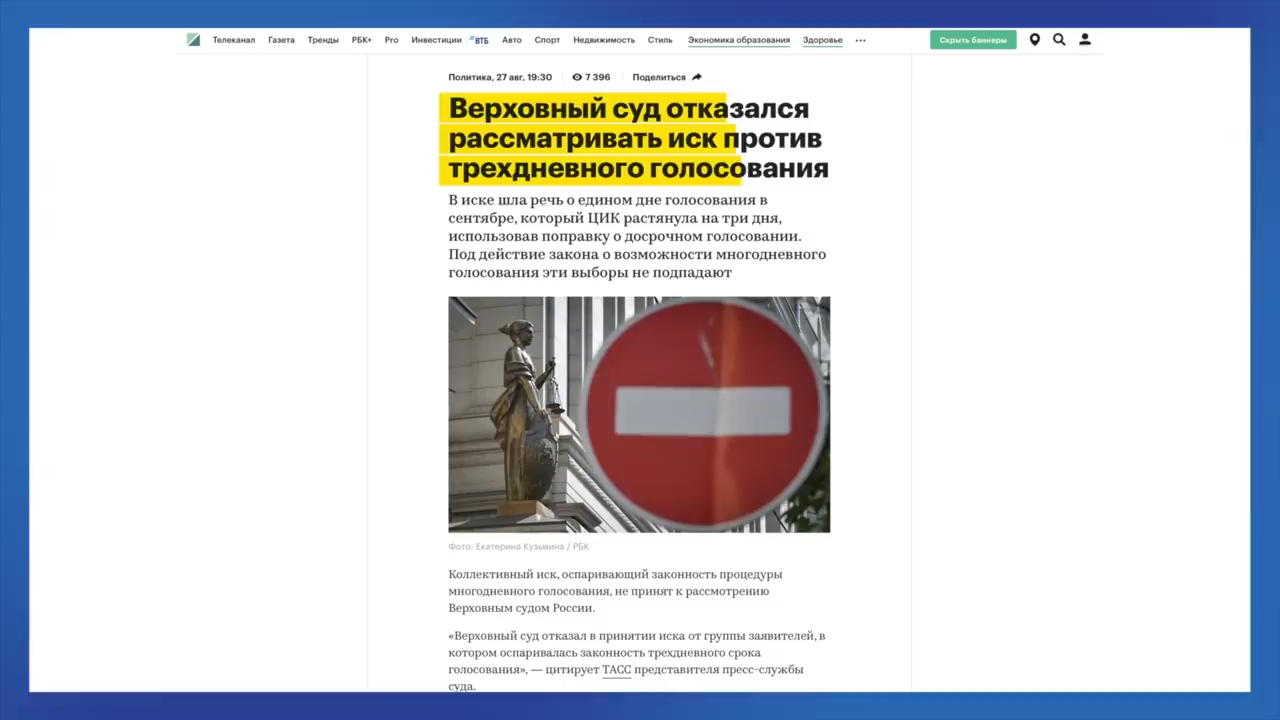 Телеканал Газета Тренды РБК+ Pro Инвестиции ВТБ Авто Спорт Недвижимость Стиль Экономика образования Здоровье ••• Скрыть баннеры
Политика, 27 авг, 19:30 7 396 Поделиться
Верховный суд отказался
рассматривать иск против
трехдневного голосования
В иске шла речь о едином дне голосования в
сентябре, который ЦИК растянула на три дня,
использовав поправку о досрочном голосовании.
Под действие закона о возможности многодневного
голосования эти выборы не подпадают
Фото: Екатерина Кузьмина / РБК
Коллективный иск, оспаривающий законность процедуры
многодневного голосования, не принят к рассмотрению
Верховным судом России.
«Верховный суд отказал в принятии иска от группы заявителей, в
котором оспаривалась законность трехдневного срока
голосования», — цитирует ТАСС представителя пресс-службы
суда.